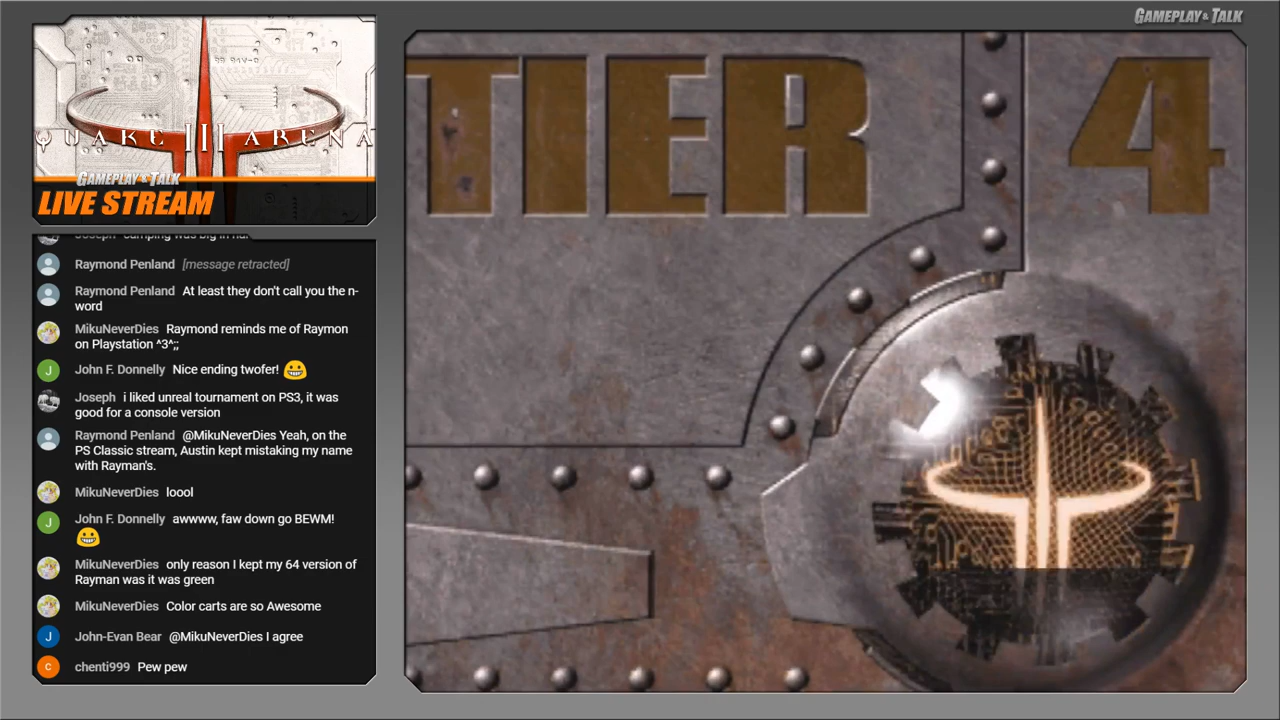 GAMEPLAY & TALK
QUAKE III ARENA
GAMEPLAY & TALK
LIVE STREAM
TIER 4
Joseph camping was big in
Raymond Penland [message retracted]
Raymond Penland At least they don't call you the n-
word
MikuNeverDies Raymond reminds me of Raymon
on Playstation ^3^;;
John F. Donnelly Nice ending twofer! 😀
Joseph i liked unreal tournament on PS3, it was
good for a console version
Raymond Penland @MikuNeverDies Yeah, on the
PS Classic stream, Austin kept mistaking my name
with Rayman's.
MikuNeverDies loool
John F. Donnelly awwww, faw down go BEWM!
😀
MikuNeverDies only reason I kept my 64 version of
Rayman was it was green
MikuNeverDies Color carts are so Awesome
J John-Evan Bear @MikuNeverDies I agree
c chenti999 Pew pew